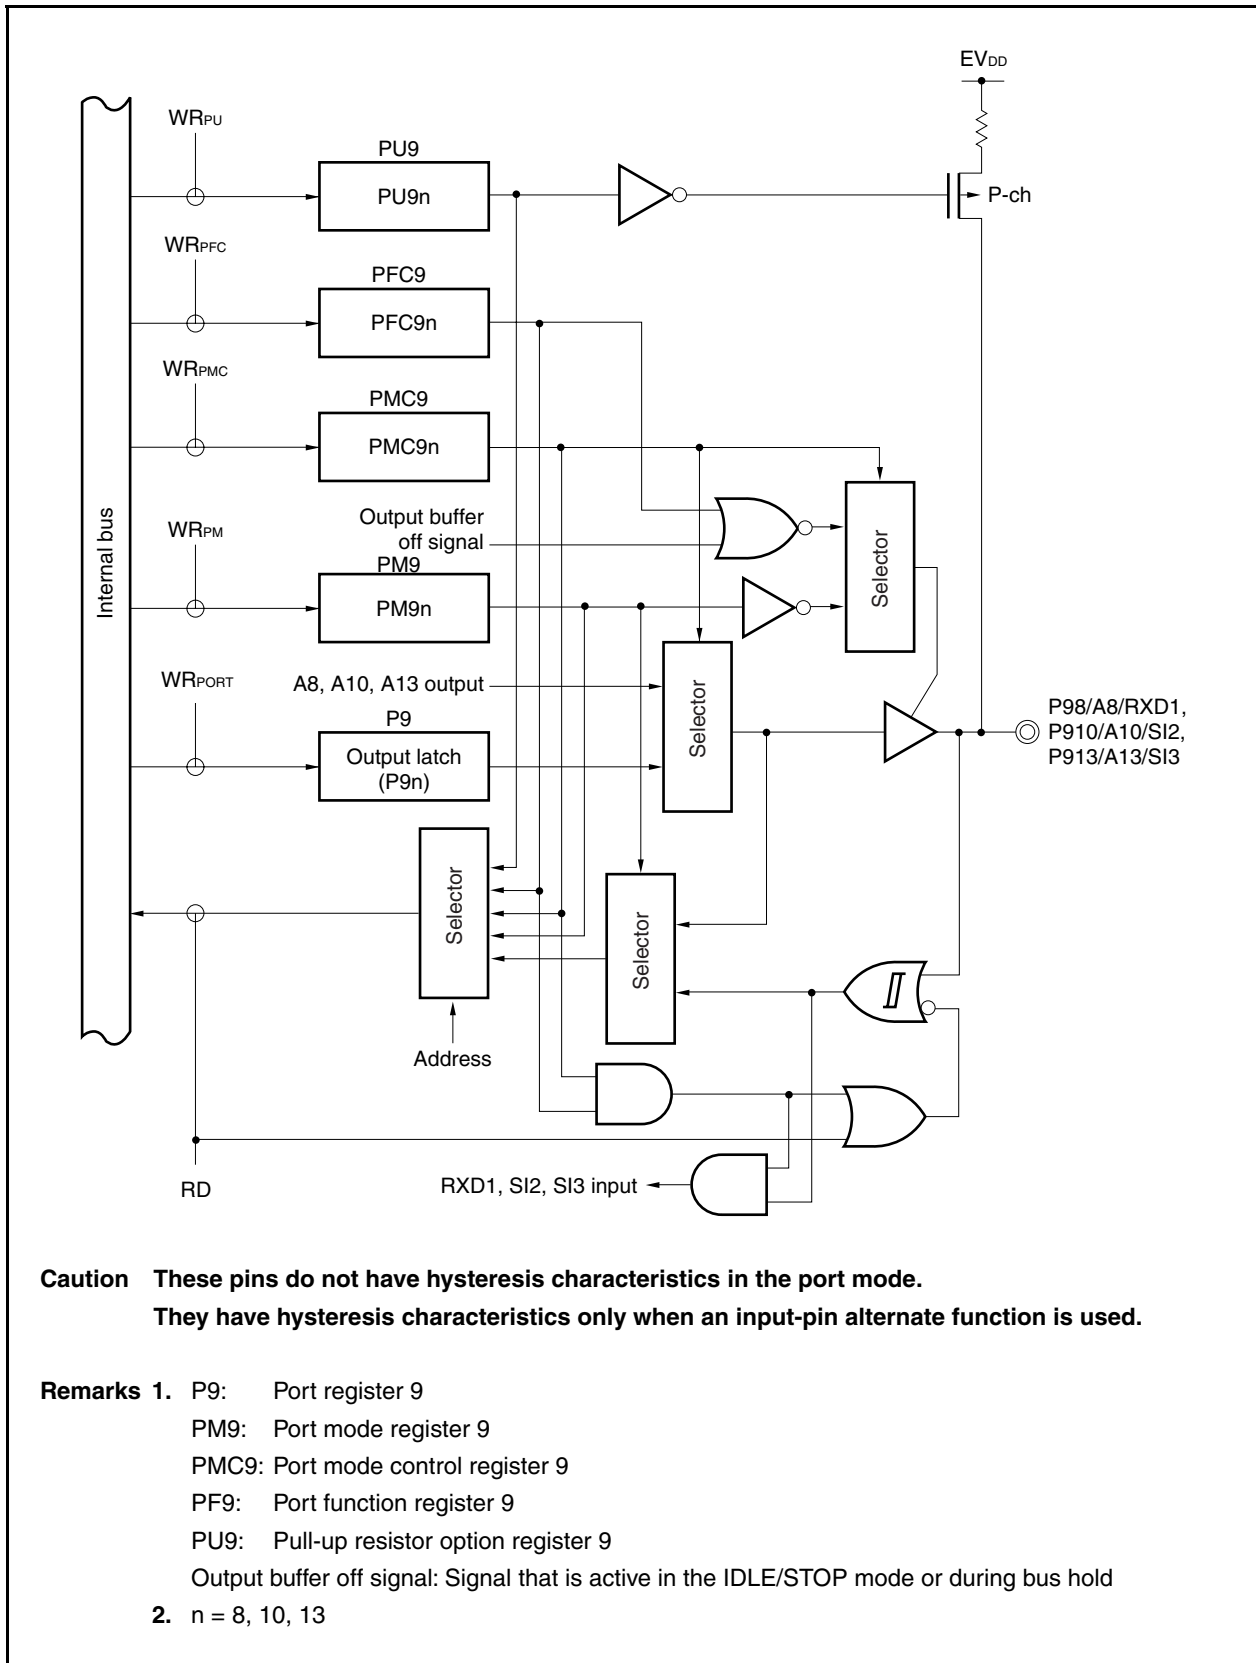 EVDD
WRPU
PU9
PU9n
P-ch
WRPFC
PFC9
PFC9n
WRPMC
PMC9
PMC9n
Internal bus
Output buffer
off signal
WRPM
PM9
PM9n
Selector
WRPORT
A8, A10, A13 output
P9
Output latch
(P9n)
Selector
P98/A8/RXD1,
P910/A10/SI2,
P913/A13/SI3
Selector
Selector
Address
RD
RXD1, SI2, SI3 input
Caution These pins do not have hysteresis characteristics in the port mode.
They have hysteresis characteristics only when an input-pin alternate function is used.
Remarks 1. P9: Port register 9
PM9: Port mode register 9
PMC9: Port mode control register 9
PF9: Port function register 9
PU9: Pull-up resistor option register 9
Output buffer off signal: Signal that is active in the IDLE/STOP mode or during bus hold
2. n = 8, 10, 13